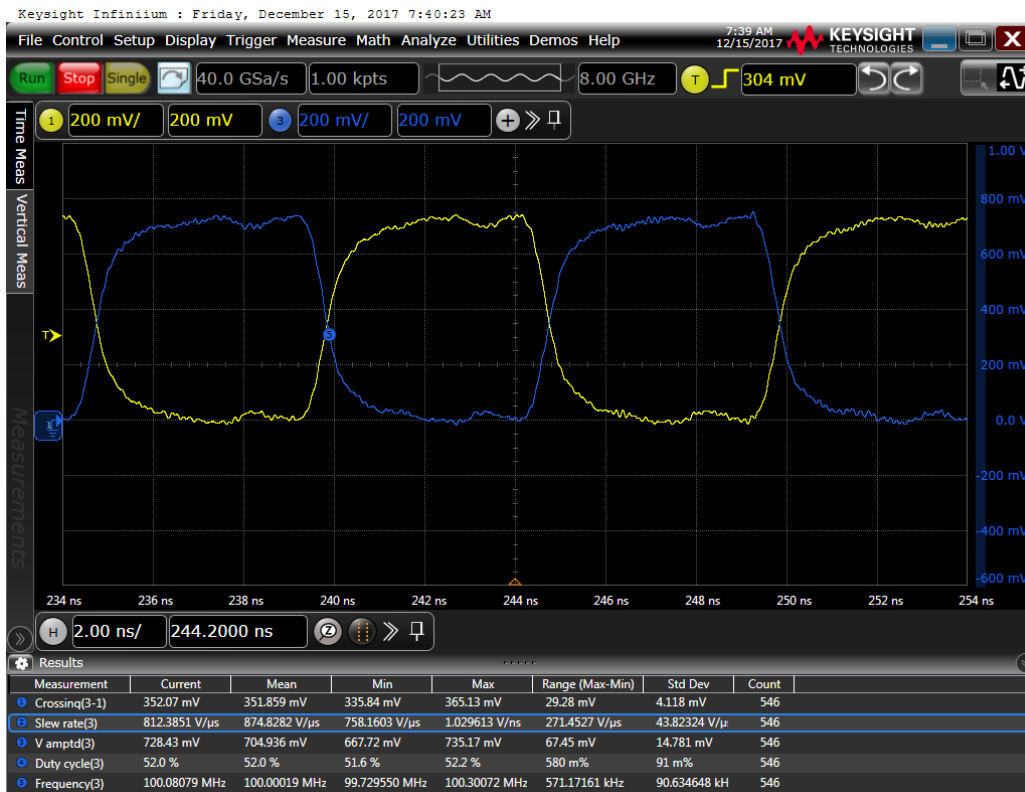 Keysight Infiniium : Friday, December 15, 2017 7:40:23 AM
File Control Setup Display Trigger Measure Math Analyze Utilities Demos Help
7:39 AM
12/15/2017
KEYSIGHT
TECHNOLOGIES
X
Run Stop Single 40.0 GSa/s 1.00 kpts 8.00 GHz T 304 mV
1 200 mV/ 200 mV 3 200 mV/ 200 mV +
Time Meas
Vertical Meas
Measurements
1.00 V
800 mV
600 mV
400 mV
200 mV
0.0 V
-200 mV
-400 mV
-600 mV
T
5
234 ns 236 ns 238 ns 240 ns 242 ns 244 ns 246 ns 248 ns 250 ns 252 ns 254 ns
H 2.00 ns/ 244.2000 ns Z
Results
Measurement Current Mean Min Max Range (Max-Min) Std Dev Count
1 Crossing(3-1) 352.07 mV 351.859 mV 335.84 mV 365.13 mV 29.28 mV 4.118 mV 546
2 Slew rate(3) 812.3851 V/µs 874.8282 V/µs 758.1603 V/µs 1.029613 V/ns 271.4527 V/µs 43.82324 V/µ 546
3 V amptd(3) 728.43 mV 704.936 mV 667.72 mV 735.17 mV 67.45 mV 14.781 mV 546
4 Duty cycle(3) 52.0 % 52.0 % 51.6 % 52.2 % 580 m% 91 m% 546
5 Frequency(3) 100.08079 MHz 100.00019 MHz 99.729550 MHz 100.30072 MHz 571.17161 kHz 90.634648 kH 546